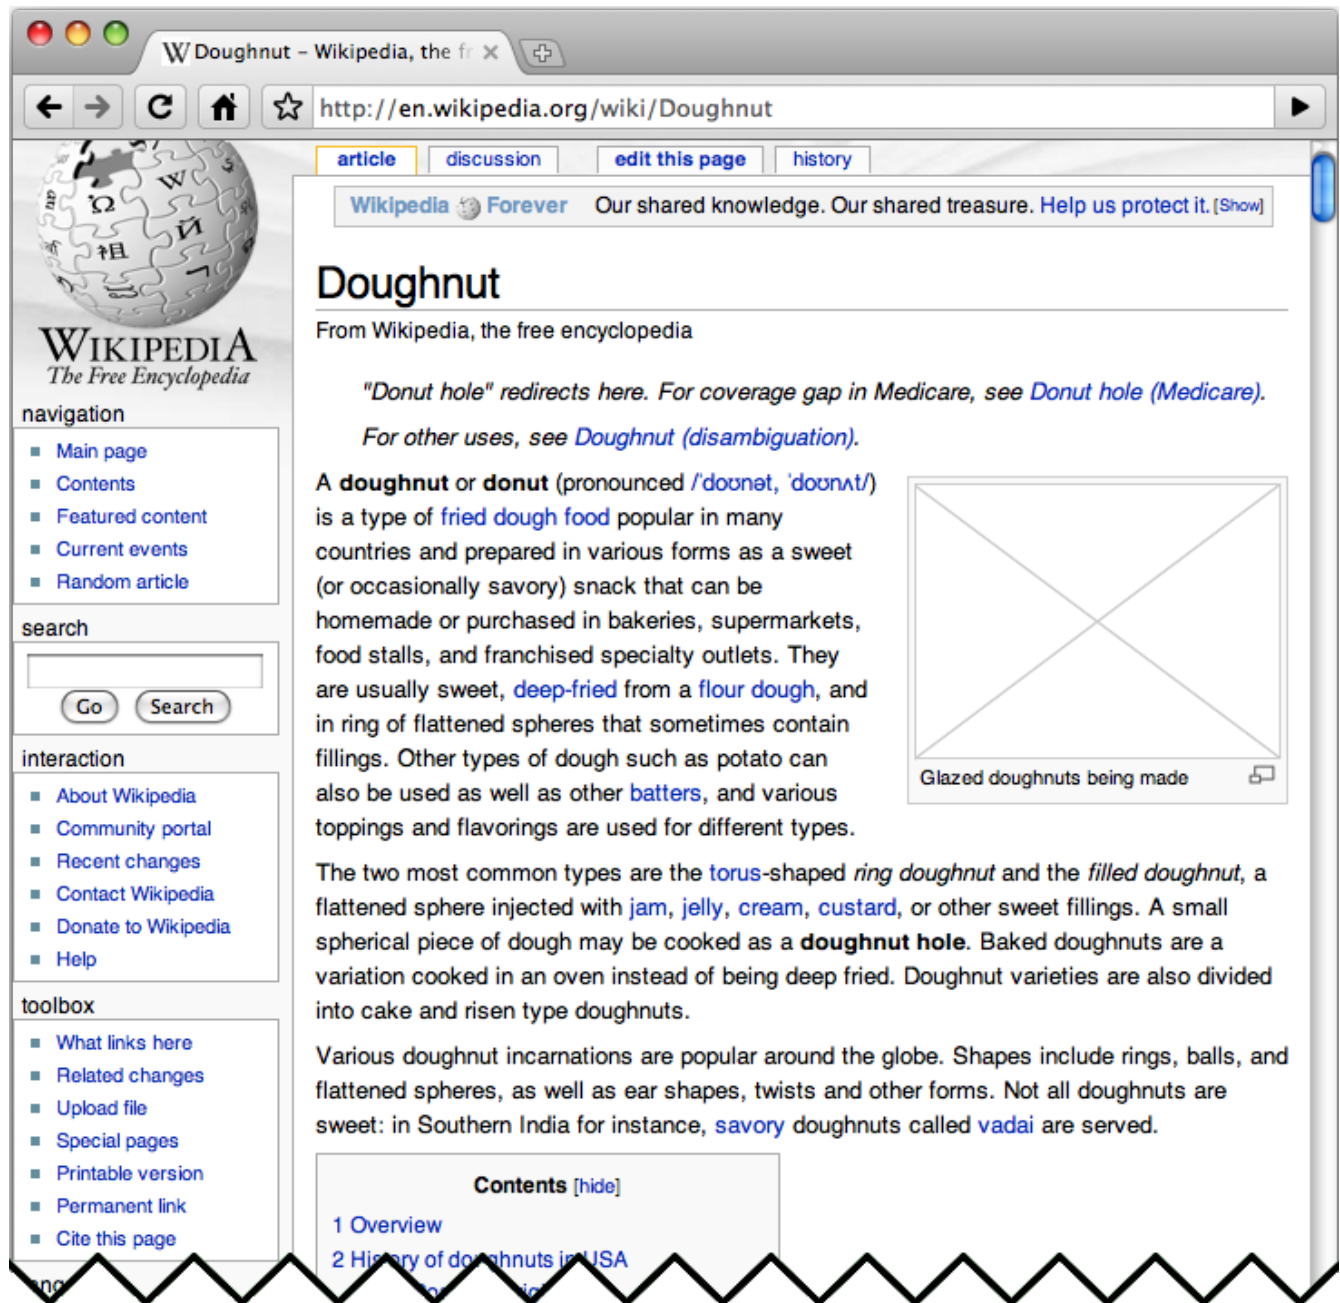 Doughnut – Wikipedia, the fr
http://en.wikipedia.org/wiki/Doughnut
article discussion edit this page history
Wikipedia Forever Our shared knowledge. Our shared treasure. Help us protect it. [Show]
WIKIPEDIA
The Free Encyclopedia
navigation
Main page
Contents
Featured content
Current events
Random article
search
Go Search
interaction
About Wikipedia
Community portal
Recent changes
Contact Wikipedia
Donate to Wikipedia
Help
toolbox
What links here
Related changes
Upload file
Special pages
Printable version
Permanent link
Cite this page
Doughnut
From Wikipedia, the free encyclopedia
"Donut hole" redirects here. For coverage gap in Medicare, see Donut hole (Medicare).
For other uses, see Doughnut (disambiguation).
A doughnut or donut (pronounced /ˈdoʊnət, ˈdoʊnʌt/)
is a type of fried dough food popular in many
countries and prepared in various forms as a sweet
(or occasionally savory) snack that can be
homemade or purchased in bakeries, supermarkets,
food stalls, and franchised specialty outlets. They
are usually sweet, deep-fried from a flour dough, and
in ring of flattened spheres that sometimes contain
fillings. Other types of dough such as potato can
also be used as well as other batters, and various
toppings and flavorings are used for different types.
Glazed doughnuts being made
The two most common types are the torus-shaped ring doughnut and the filled doughnut, a
flattened sphere injected with jam, jelly, cream, custard, or other sweet fillings. A small
spherical piece of dough may be cooked as a doughnut hole. Baked doughnuts are a
variation cooked in an oven instead of being deep fried. Doughnut varieties are also divided
into cake and risen type doughnuts.
Various doughnut incarnations are popular around the globe. Shapes include rings, balls, and
flattened spheres, as well as ear shapes, twists and other forms. Not all doughnuts are
sweet: in Southern India for instance, savory doughnuts called vadai are served.
Contents [hide]
1 Overview
2 History of doughnuts in USA